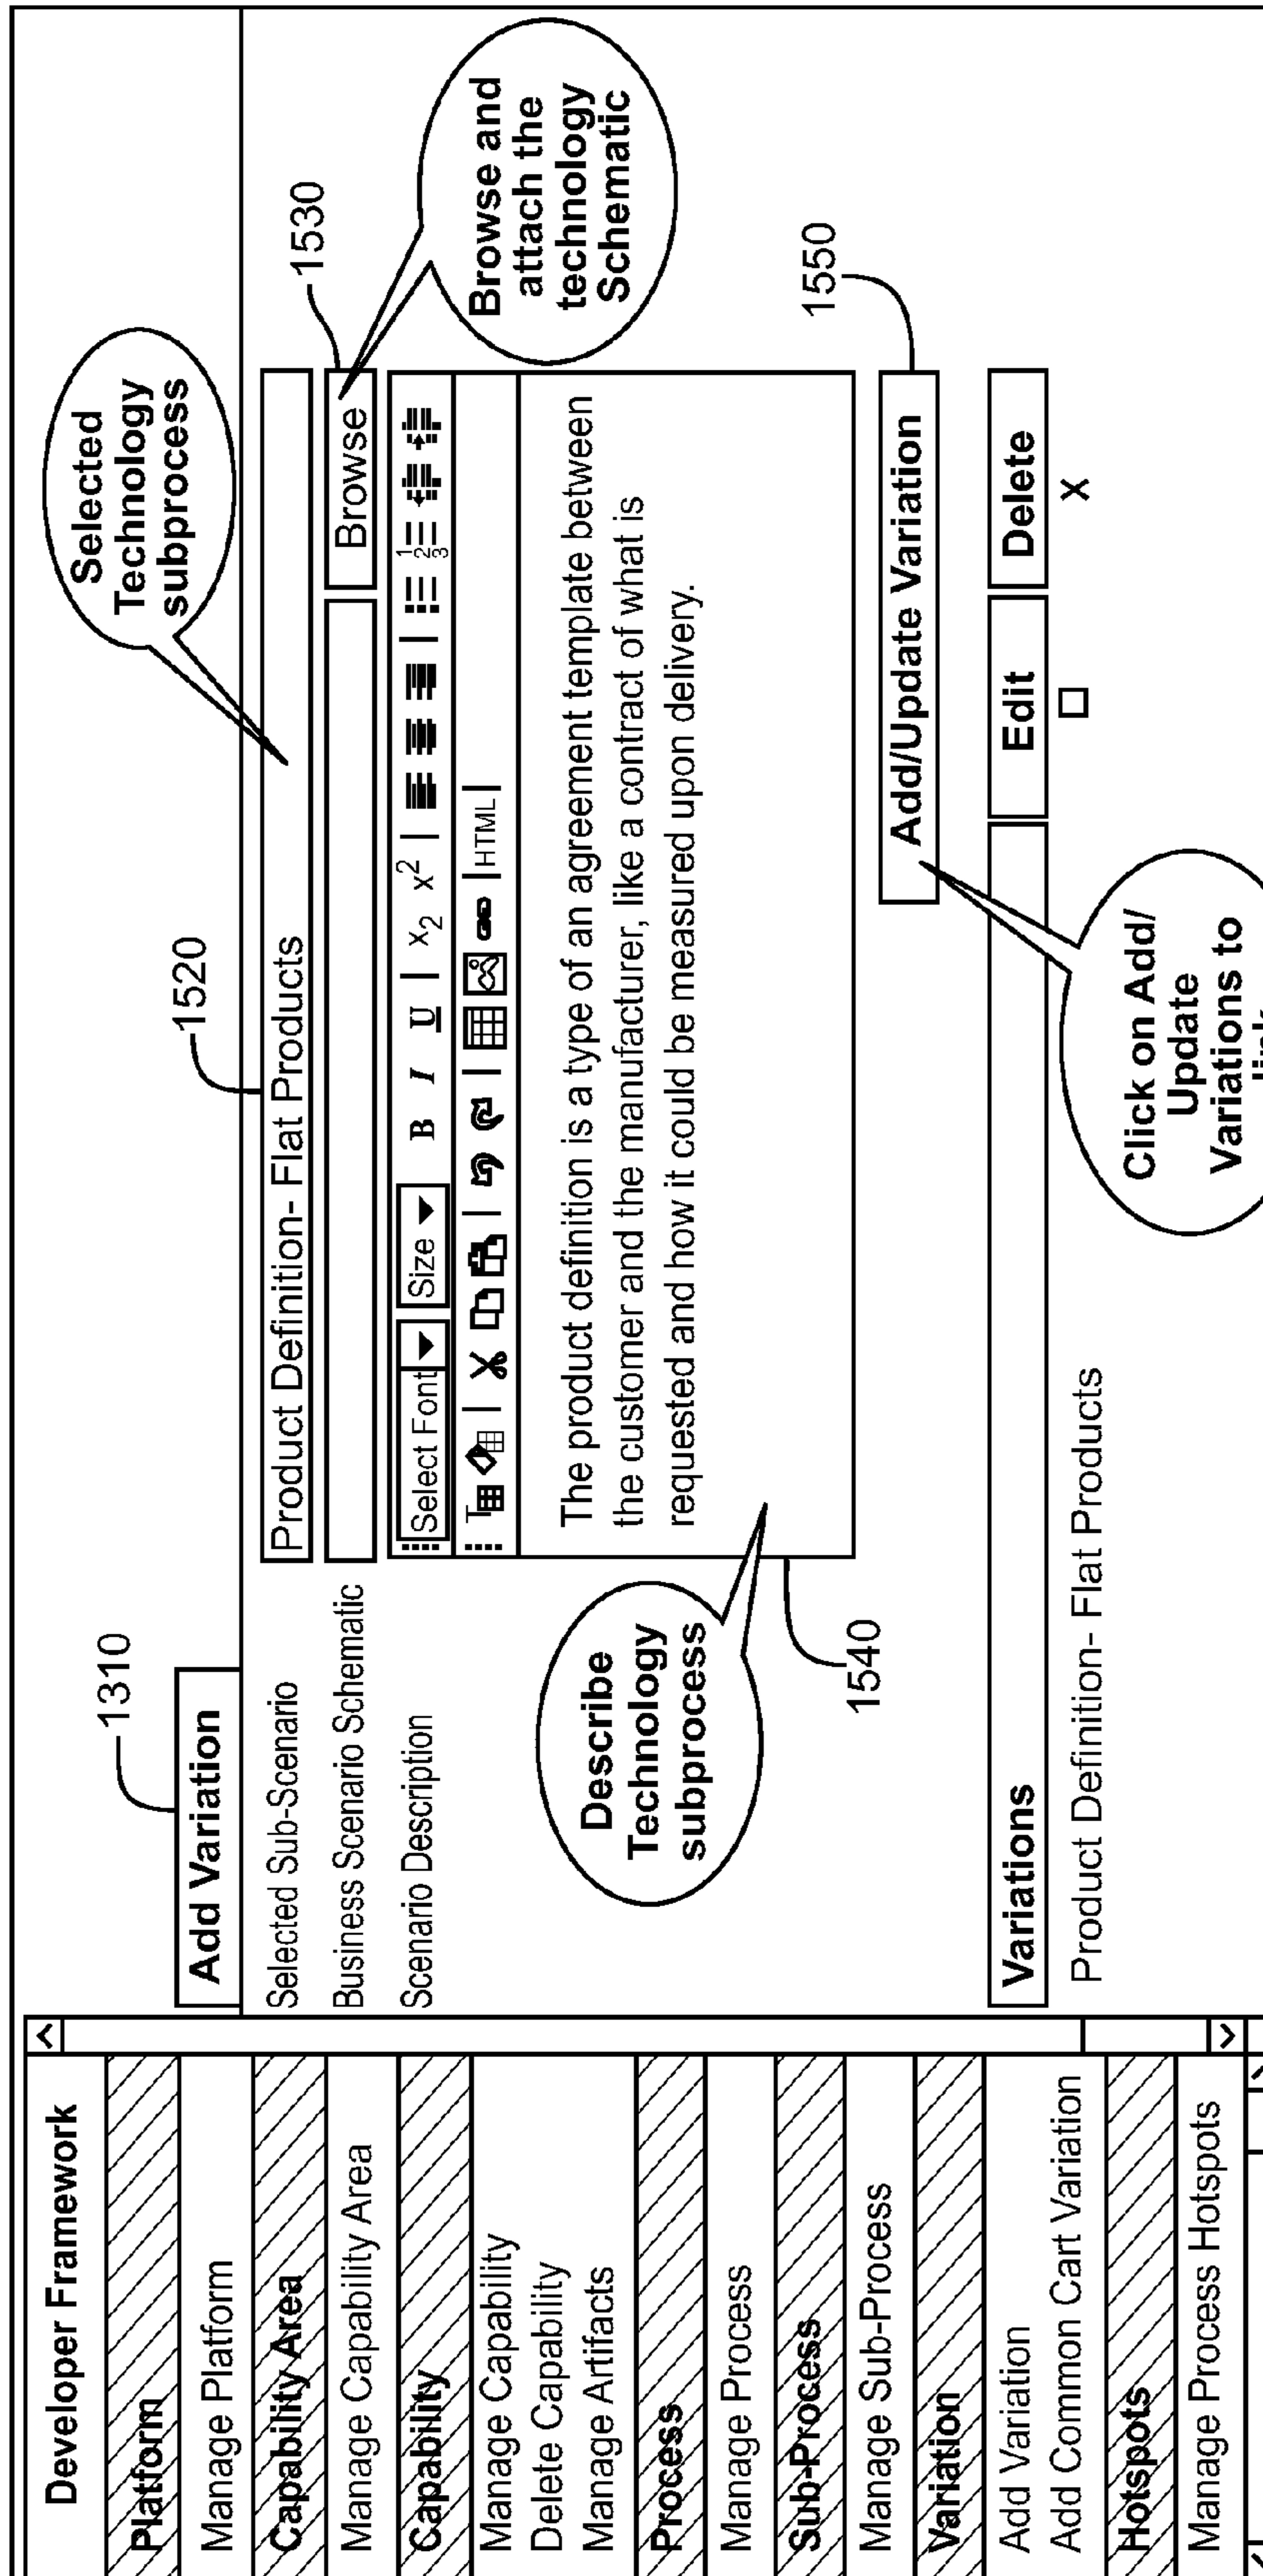 Developer Framework
Platform
Manage Platform
Capability Area
Manage Capability Area
Capability
Manage Capability
Delete Capability
Manage Artifacts
Process
Manage Process
Sub-Process
Manage Sub-Process
Variation
Add Variation
Add Common Cart Variation
Hotspots
Manage Process Hotspots
1310
Add Variation
1520
Selected
Technology
subprocess
Selected Sub-Scenario
Product Definition- Flat Products
1530
Business Scenario Schematic
Browse
Browse and
attach the
technology
Schematic
Scenario Description
Select Font Size B I U | x2 x2
| HTML |
The product definition is a type of an agreement template between
the customer and the manufacturer, like a contract of what is
requested and how it could be measured upon delivery.
Describe
Technology
subprocess
1540
1550
Add/Update Variation
Variations Edit Delete
Product Definition- Flat Products X
Click on Add/
Update
Variations to